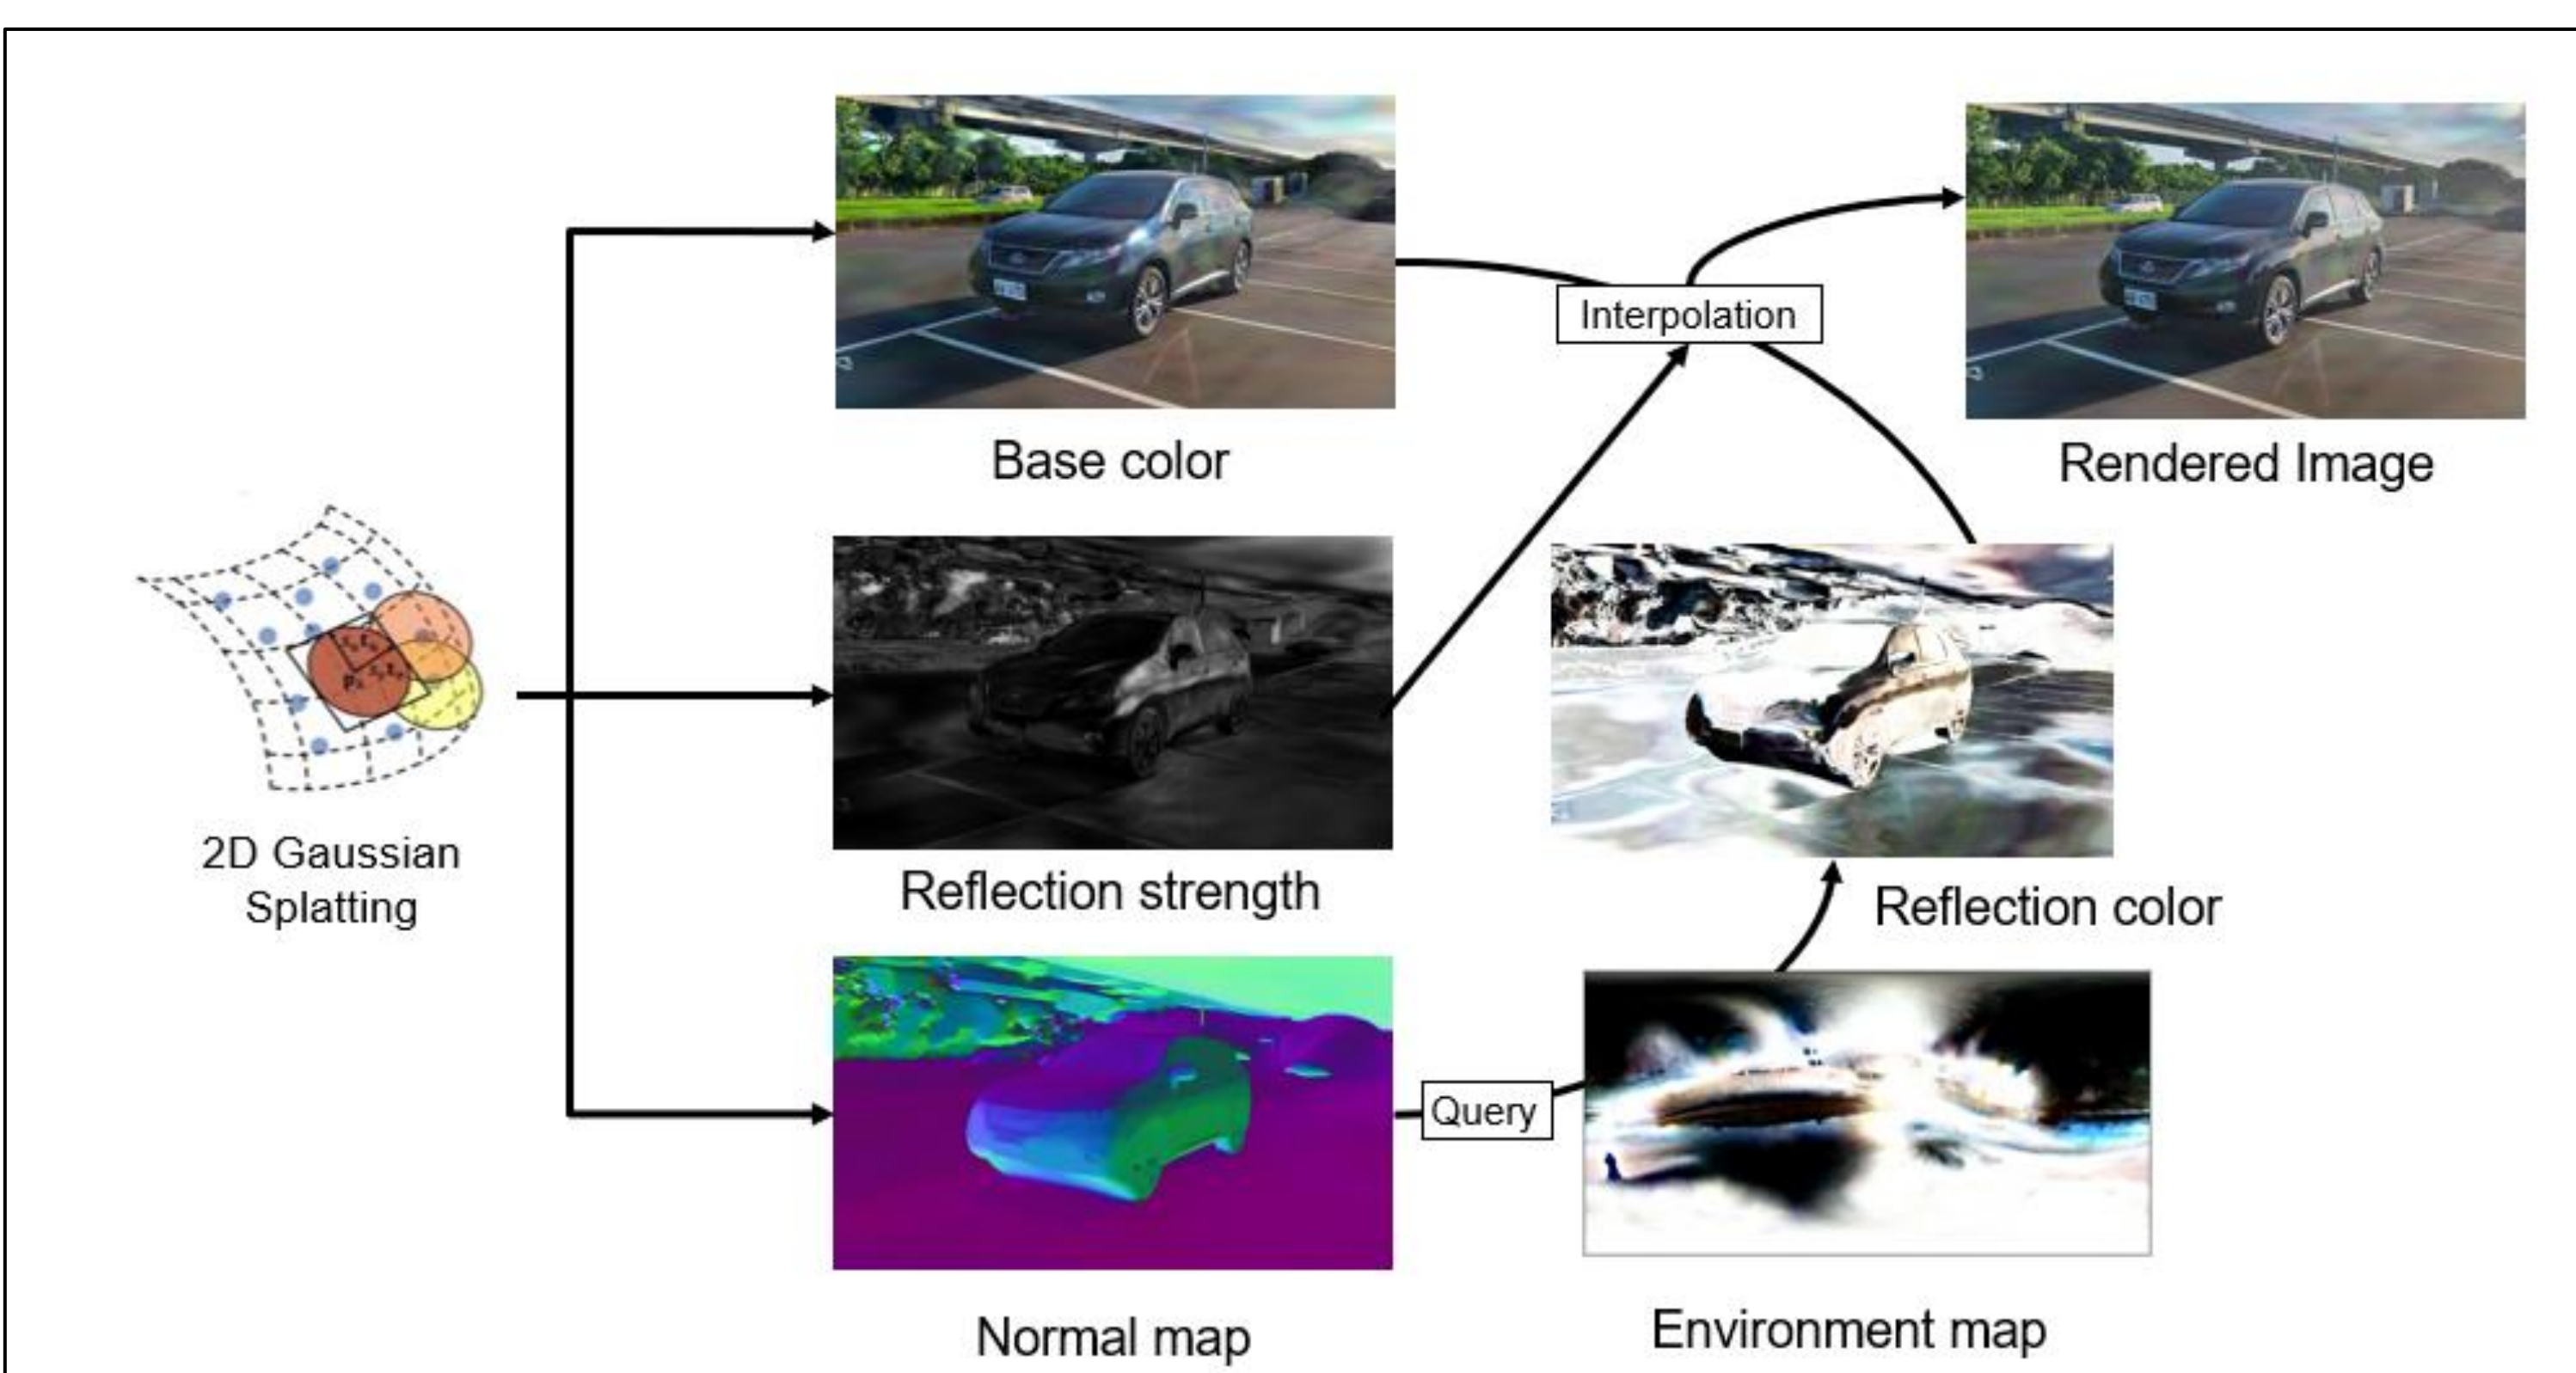 Base color
Interpolation
Rendered Image
2D Gaussian
Splatting
Reflection strength
Reflection color
Normal map
Query
Environment map